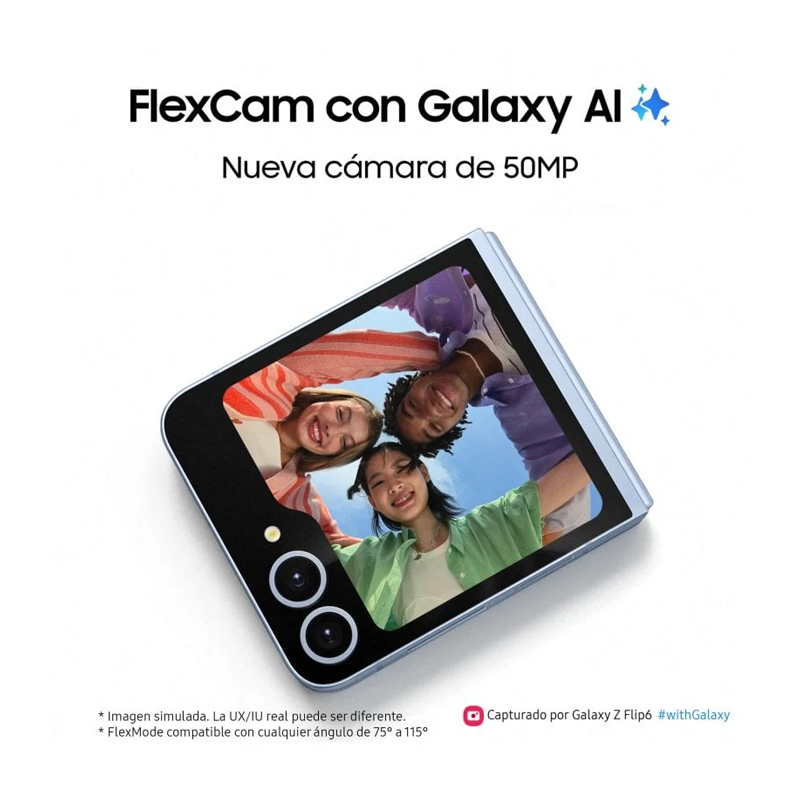 FlexCam con Galaxy AI
Nueva cámara de 50MP
* Imagen simulada. La UX/IU real puede ser diferente.
* FlexMode compatible con cualquier ángulo de 75° a 115°
Capturado por Galaxy Z Flip6 #withGalaxy